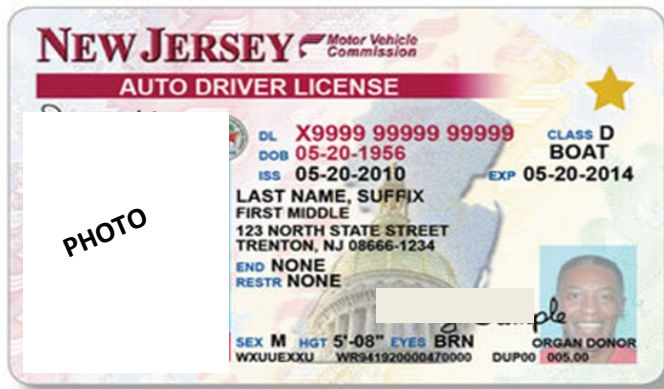 NEW JERSEY Motor Vehicle Commission
AUTO DRIVER LICENSE
PHOTO
DL X9999 99999 99999 CLASS D
DOB 05-20-1956 BOAT
ISS 05-20-2010 EXP 05-20-2014
LAST NAME, SUFFIX
FIRST MIDDLE
123 NORTH STATE STREET
TRENTON, NJ 08666-1234
END NONE
RESTR NONE
SEX M HGT 5'-08" EYES BRN ORGAN DONOR
WXUUEXXU WR941920000470000 DUP00 005.00